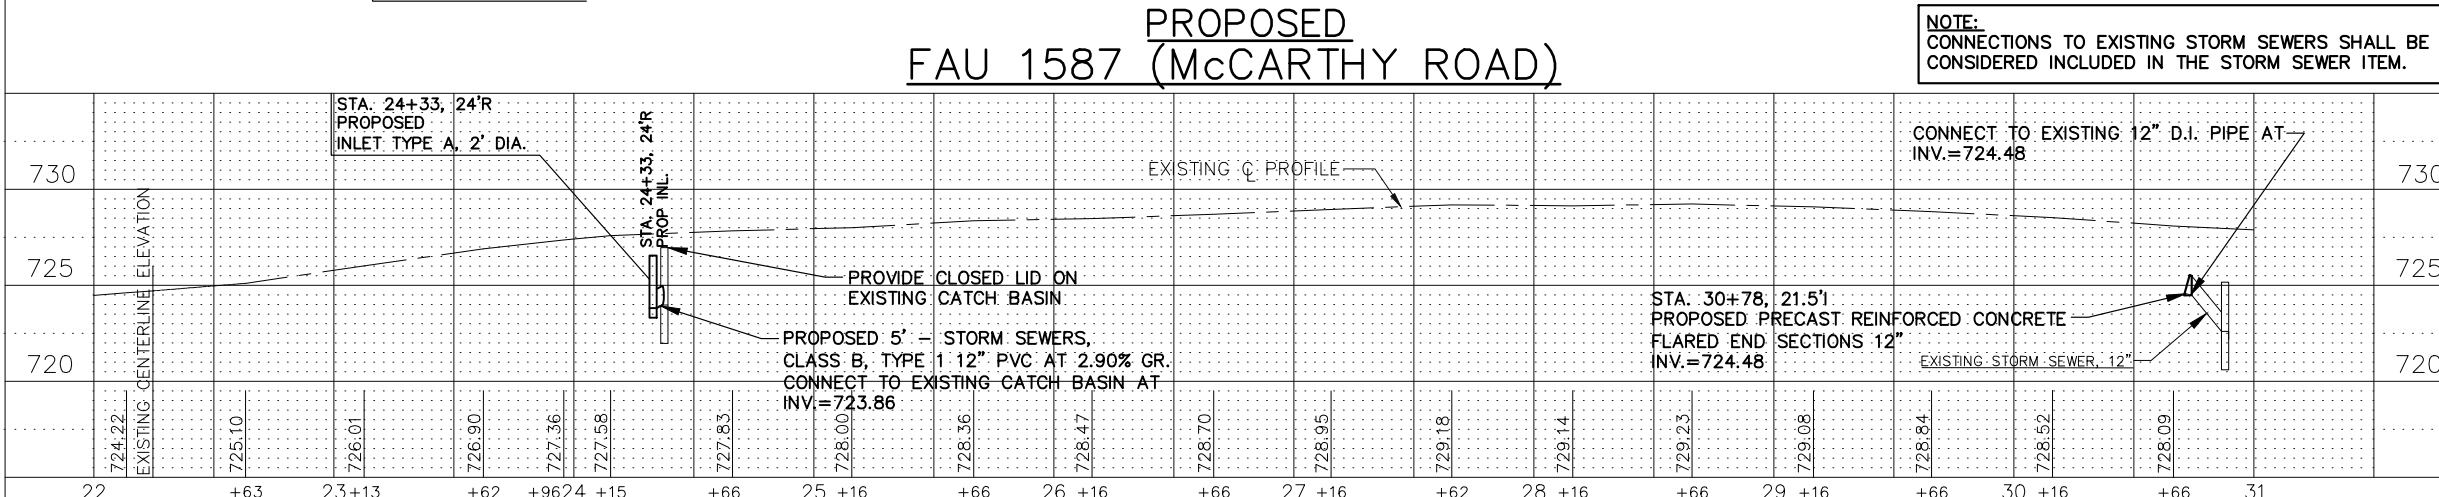 PROPOSED
FAU 1587 (McCARTHY ROAD)
NOTE:
CONNECTIONS TO EXISTING STORM SEWERS SHALL BE
CONSIDERED INCLUDED IN THE STORM SEWER ITEM.
STA. 24+33, 24'R
PROPOSED
INLET TYPE A, 2' DIA.
STA. 24+33, 24'R
PROP INL.
EXISTING ℄ PROFILE
CONNECT TO EXISTING 12" D.I. PIPE AT
INV.=724.48
730
725
720
730
725
720
EXISTING CENTERLINE ELEVATION
PROVIDE CLOSED LID ON
EXISTING CATCH BASIN
PROPOSED 5' - STORM SEWERS,
CLASS B, TYPE 1 12" PVC AT 2.90% GR.
CONNECT TO EXISTING CATCH BASIN AT
INV.=723.86
STA. 30+78, 21.5'l
PROPOSED PRECAST REINFORCED CONCRETE
FLARED END SECTIONS 12"
INV.=724.48
EXISTING STORM SEWER, 12"
724.22
725.10
726.01
726.90
727.36
727.58
727.83
728.00
728.36
728.47
728.70
728.95
729.18
729.14
729.23
729.08
728.84
728.52
728.09
22 +63 23+13 +62 +9624 +15 +66 25 +16 +66 26 +16 +66 27 +16 +62 28 +16 +66 29 +16 +66 30 +16 +66 31